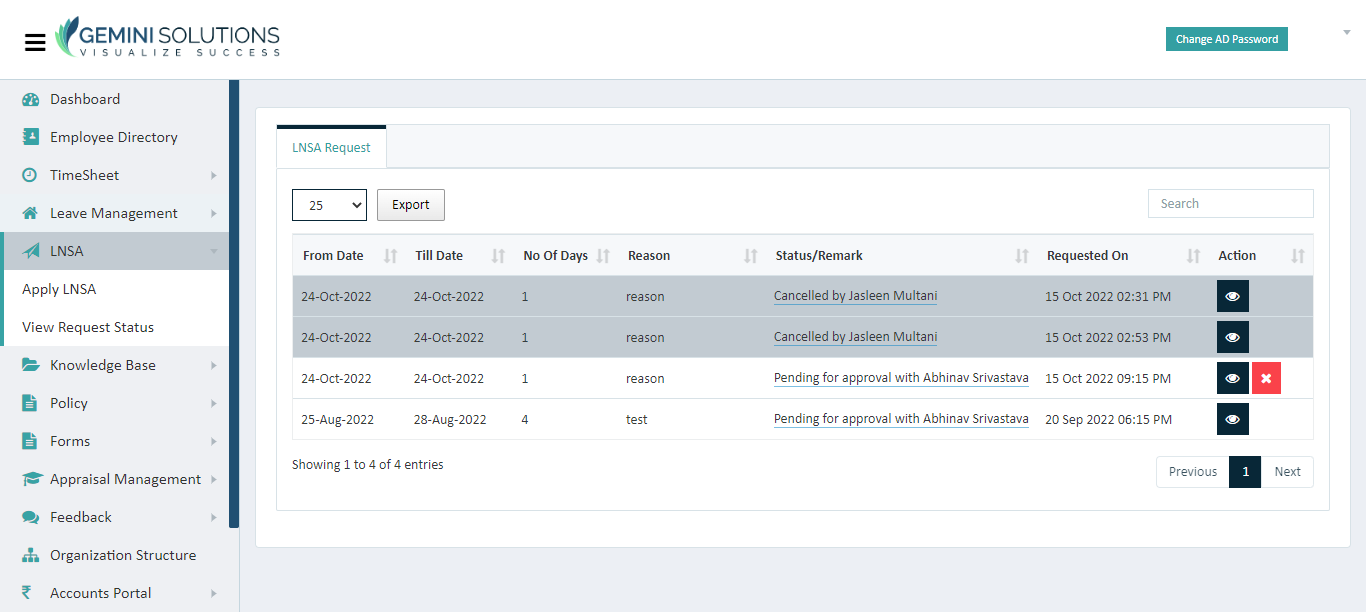 GEMINI SOLUTIONS
VISUALIZE SUCCESS
Change AD Password
Dashboard
Employee Directory
TimeSheet
Leave Management
LNSA
Apply LNSA
View Request Status
Knowledge Base
Policy
Forms
Appraisal Management
Feedback
Organization Structure
₹ Accounts Portal
LNSA Request
25 Export Search
From Date Till Date No Of Days Reason Status/Remark Requested On Action
24-Oct-2022 24-Oct-2022 1 reason Cancelled by Jasleen Multani 15 Oct 2022 02:31 PM
24-Oct-2022 24-Oct-2022 1 reason Cancelled by Jasleen Multani 15 Oct 2022 02:53 PM
24-Oct-2022 24-Oct-2022 1 reason Pending for approval with Abhinav Srivastava 15 Oct 2022 09:15 PM
25-Aug-2022 28-Aug-2022 4 test Pending for approval with Abhinav Srivastava 20 Sep 2022 06:15 PM
Showing 1 to 4 of 4 entries
Previous 1 Next